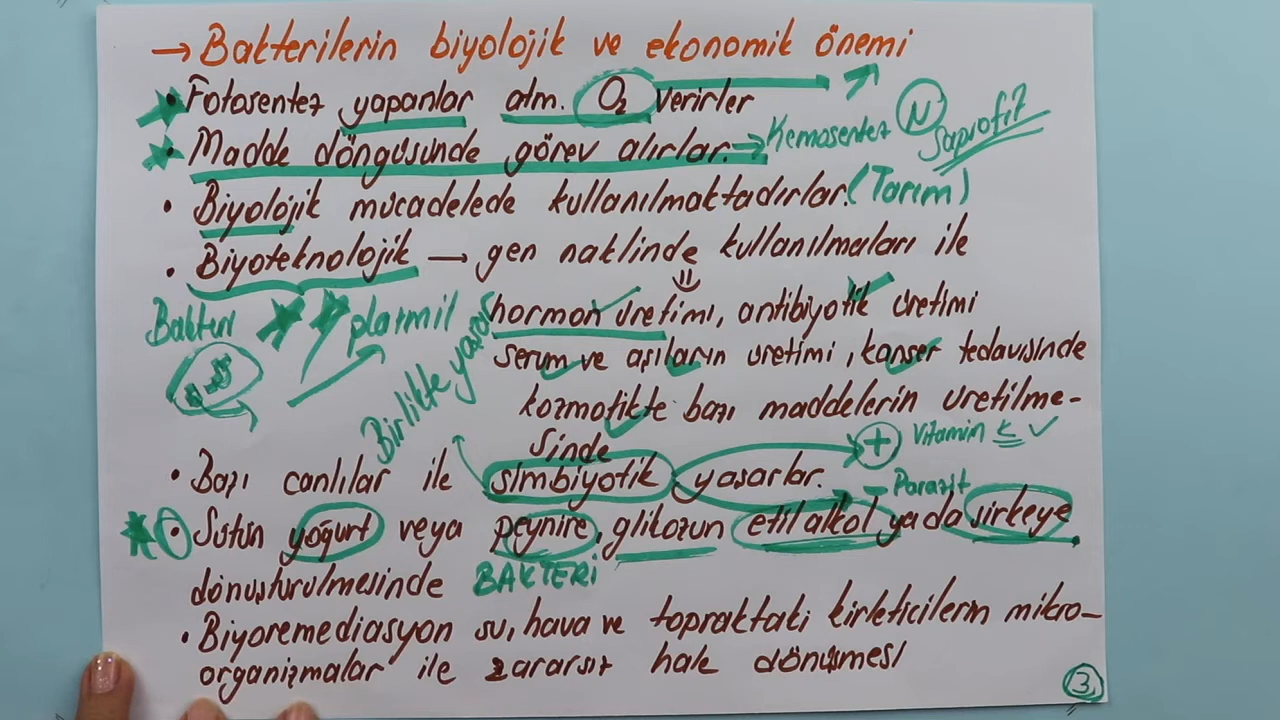 → Bakterilerin biyolojik ve ekonomik önemi
• Fotosentez yapanlar atm. O₂ verirler
• Madde döngüsünde görev alırlar. → Kemosentez N Saprofit
• Biyolojik mücadelede kullanılmaktadırlar. (Tarım)
• Biyoteknolojik → gen naklinde kullanılmaları ile
Bakteri plazmit
hormon üretimi, antibiyotik üretimi
serum ve aşıların üretimi, kanser tedavisinde
kozmotikte bazı maddelerin üretilme-
sinde
Birlikte yaşar
• Bazı canlılar ile simbiyotik yaşarlar. + Vitamin K ✓
- Parazit
• Sütün yoğurt veya peynire, glikozun etil alkol ya da sirkeye
dönüştürülmesinde BAKTERİ
• Biyoremediasyon su, hava ve topraktaki kirleticilerin mikro-
organizmalar ile zararsız hale dönüşmesi
3